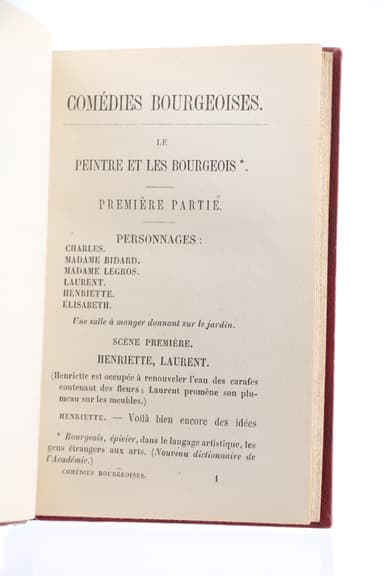 COMÉDIES BOURGEOISES.
LE
PEINTRE ET LES BOURGEOIS *.
PREMIÈRE PARTIE.
PERSONNAGES :
CHARLES.
MADAME BIDARD.
MADAME LEGROS.
LAURENT.
HENRIETTE.
ÉLISABETH.
Une salle à manger donnant sur le jardin.
SCÈNE PREMIÈRE.
HENRIETTE, LAURENT.
(Henriette est occupée à renouveler l'eau des carafes
contenant des fleurs ; Laurent promène son plu-
meau sur les meubles.)
HENRIETTE. — Voilà bien encore des idées
* Bourgeois, épicier, dans le langage artistique, les
gens étrangers aux arts. (Nouveau dictionnaire de
l'Académie.)
COMÉDIES BOURGEOISES. 1